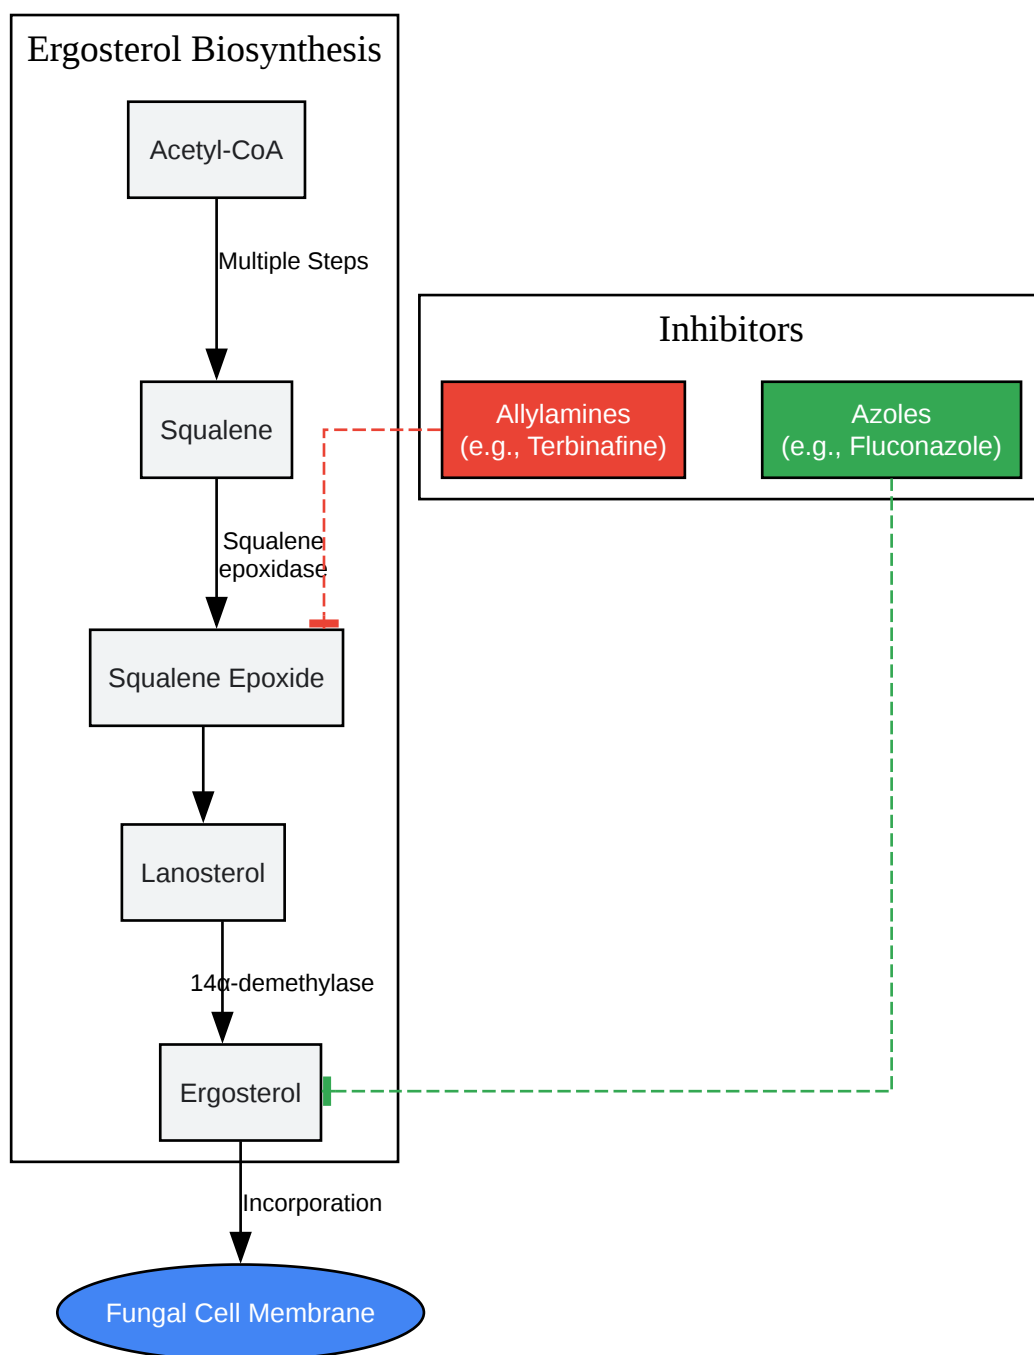 Ergosterol Biosynthesis
Acetyl-CoA
Multiple Steps
Inhibitors
Squalene
Allylamines
(e.g., Terbinafine)
Azoles
(e.g., Fluconazole)
Squalene
epoxidase
Squalene Epoxide
Lanosterol
14α-demethylase
Ergosterol
Incorporation
Fungal Cell Membrane